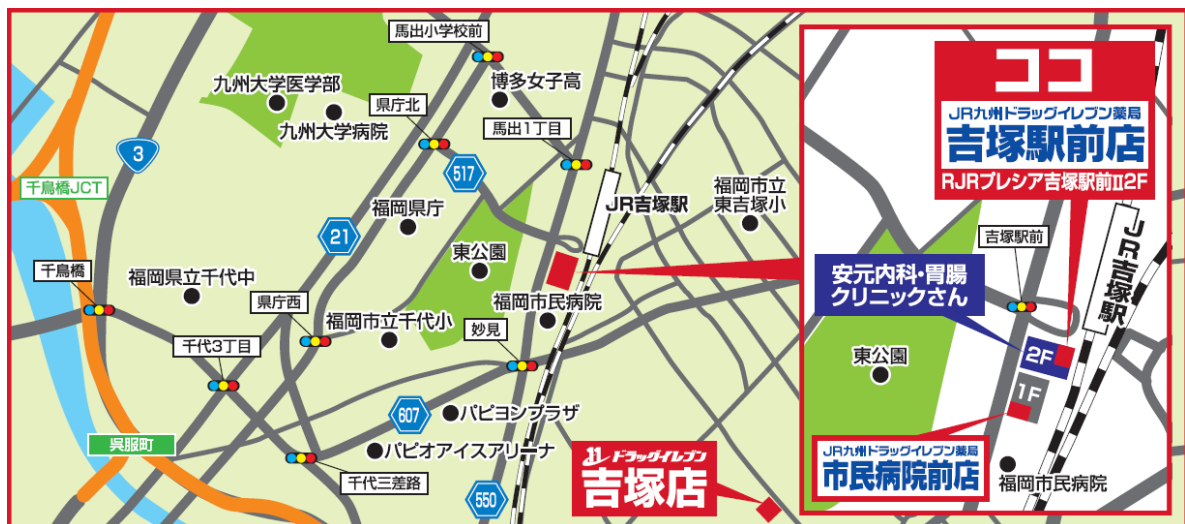 馬出小学校前
九州大学医学部
九州大学病院
博多女子高
県庁北
馬出1丁目
3
517
千鳥橋JCT
福岡県庁
21
JR吉塚駅
福岡市立
東吉塚小
東公園
千鳥橋
福岡県立千代中
県庁西
福岡市民病院
福岡市立千代小
妙見
千代3丁目
607
パピヨンプラザ
呉服町
パピオアイスアリーナ
千代三差路
550
ドラッグイレブン
吉塚店
ココ
JR九州ドラッグイレブン薬局
吉塚駅前店
RJRプレシア吉塚駅前Ⅱ2F
吉塚駅前
JR吉塚駅
安元内科・胃腸
クリニックさん
2F
東公園
1F
JR九州ドラッグイレブン薬局
市民病院前店
福岡市民病院